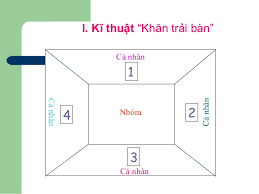 I. Kĩ thuật “Khăn trải bàn”
Cá nhân
1
Cá nhân
4
Nhóm
2
Cá nhân
3
Cá nhân